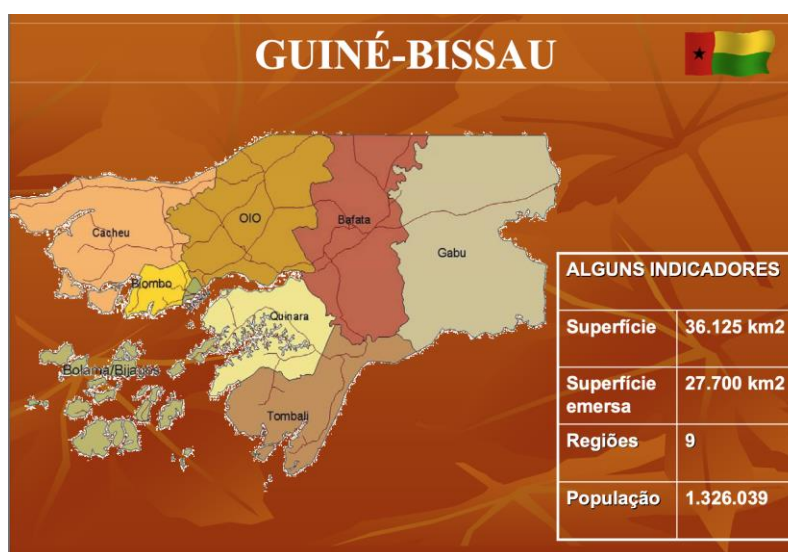 GUINÉ-BISSAU
Cacheu
OIO
Bafata
Gabu
Biombo
Quinara
Bolama/Bijagos
Tombali
ALGUNS INDICADORES
Superfície 36.125 km2
Superfície 27.700 km2
emersa
Regiões 9
População 1.326.039